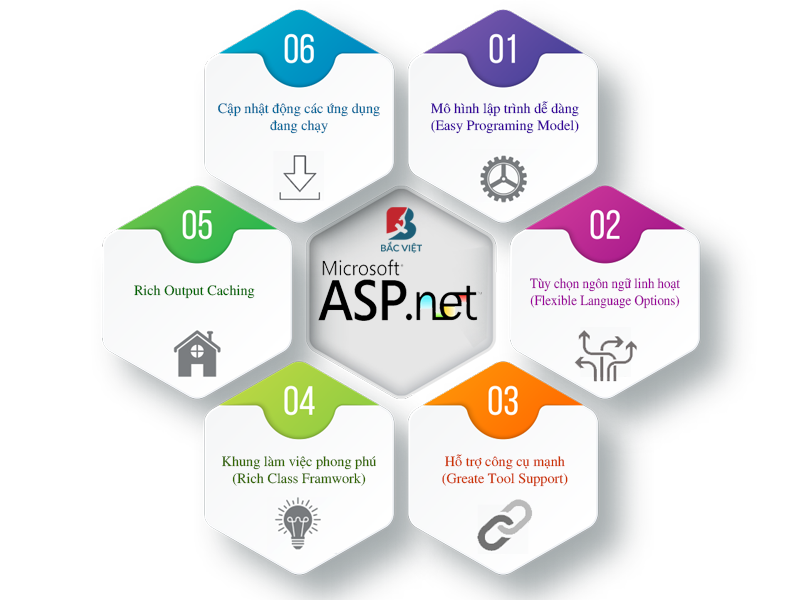 06
Cập nhật động các ứng dụng
đang chạy
01
Mô hình lập trình dễ dàng
(Easy Programing Model)
05
Rich Output Caching
BẮC VIỆT
Microsoft®
ASP.net™
02
Tùy chọn ngôn ngữ linh hoạt
(Flexible Language Options)
04
Khung làm việc phong phú
(Rich Class Framwork)
03
Hỗ trợ công cụ mạnh
(Greate Tool Support)